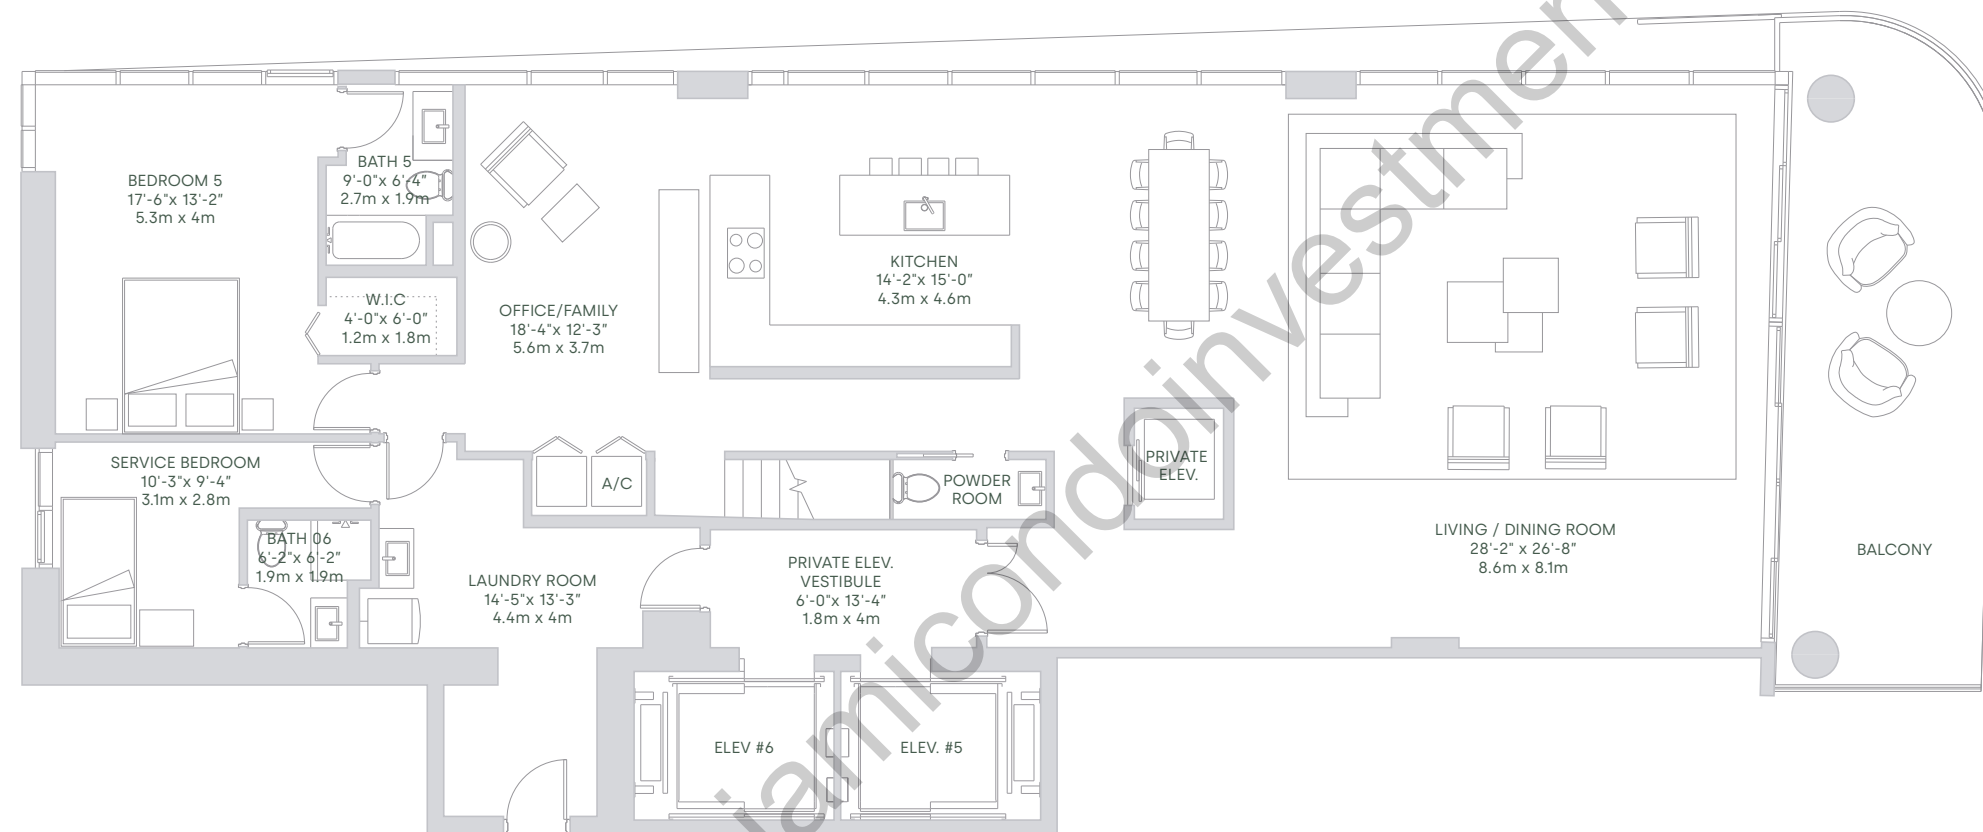 BEDROOM 5
17'-6"x 13'-2"
5.3m x 4m
BATH 5
9'-0"x 6'-4"
2.7m x 1.9m
W.I.C
4'-0"x 6'-0"
1.2m x 1.8m
OFFICE/FAMILY
18'-4"x 12'-3"
5.6m x 3.7m
KITCHEN
14'-2"x 15'-0"
4.3m x 4.6m
SERVICE BEDROOM
10'-3"x 9'-4"
3.1m x 2.8m
BATH 06
6'-2"x 6'-2"
1.9m x 1.9m
LAUNDRY ROOM
14'-5"x 13'-3"
4.4m x 4m
A/C
POWDER
ROOM
PRIVATE
ELEV.
PRIVATE ELEV.
VESTIBULE
6'-0"x 13'-4"
1.8m x 4m
LIVING / DINING ROOM
28'-2" x 26'-8"
8.6m x 8.1m
BALCONY
ELEV #6
ELEV. #5
iamicondoinvestmen